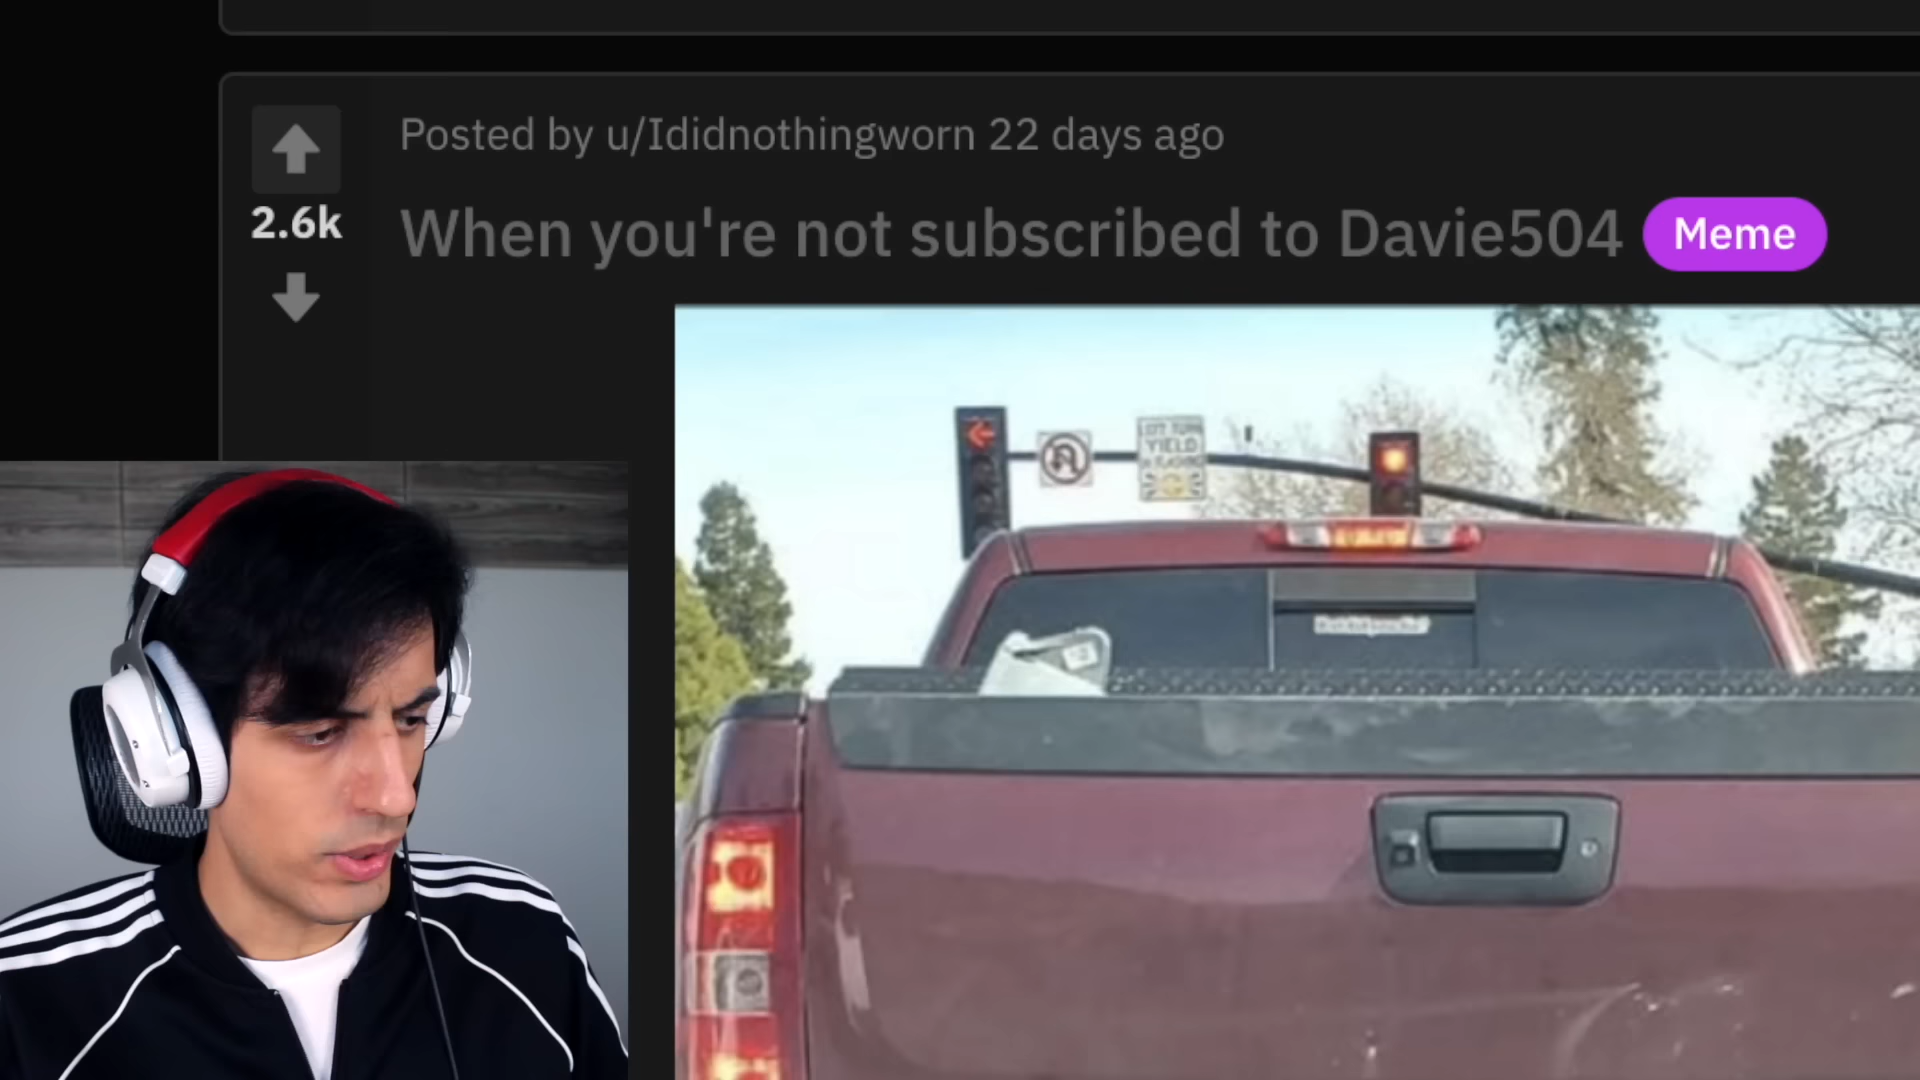 Posted by u/Ididnothingworn 22 days ago
2.6k
When you're not subscribed to Davie504
Meme
YIELD